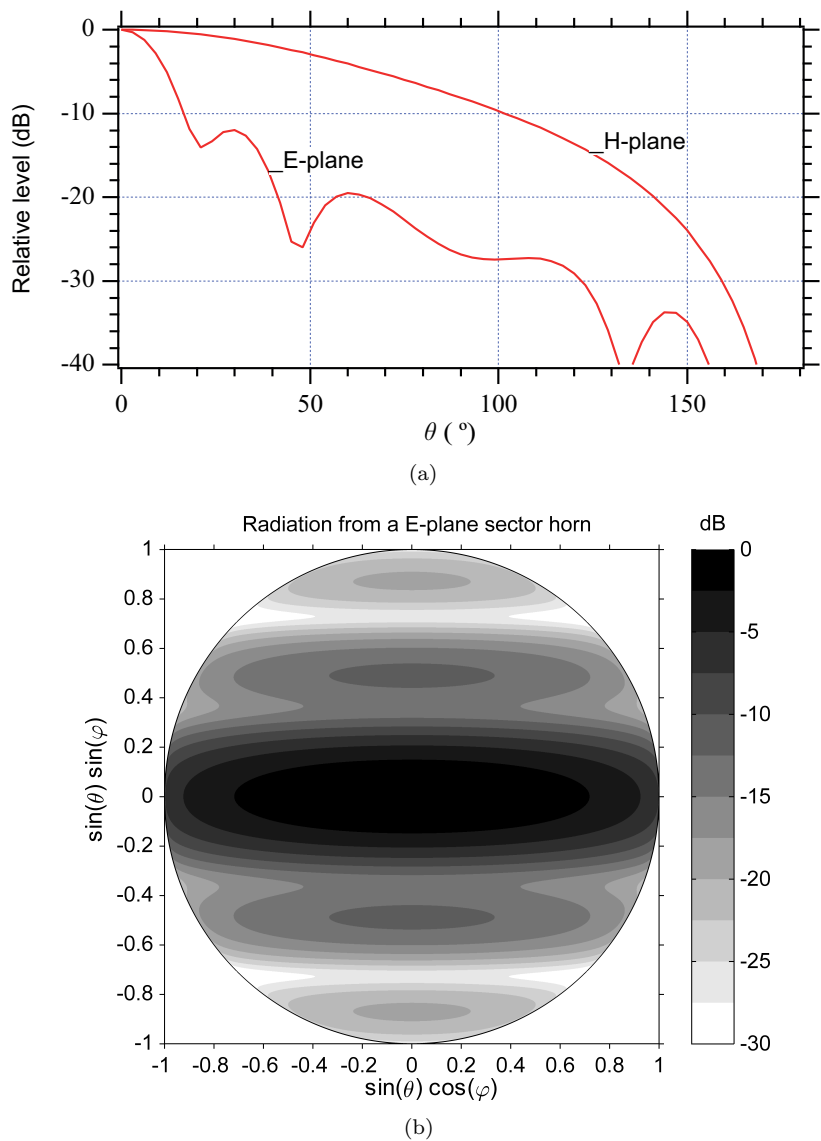 0
-10
-20
-30
-40
Relative level (dB)
_E-plane
_H-plane
0 50 100 150
θ ( º)
(a)
Radiation from a E-plane sector horn
dB
1
0.8
0.6
0.4
0.2
0
-0.2
-0.4
-0.6
-0.8
-1
sin(θ) sin(φ)
-1 -0.8 -0.6 -0.4 -0.2 0 0.2 0.4 0.6 0.8 1
sin(θ) cos(φ)
0
-5
-10
-15
-20
-25
-30
(b)